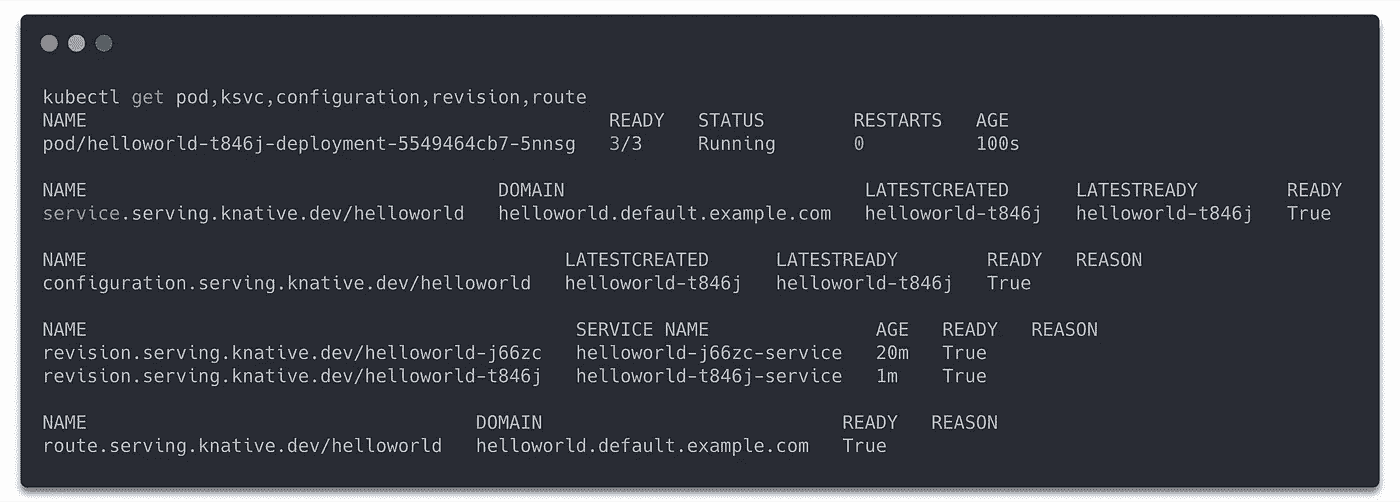 kubectl get pod,ksvc,configuration,revision,route
NAME READY STATUS RESTARTS AGE
pod/helloworld-t846j-deployment-5549464cb7-5nnsg 3/3 Running 0 100s
NAME DOMAIN LATESTCREATED LATESTREADY READY
service.serving.knative.dev/helloworld helloworld.default.example.com helloworld-t846j helloworld-t846j True
NAME LATESTCREATED LATESTREADY READY REASON
configuration.serving.knative.dev/helloworld helloworld-t846j helloworld-t846j True
NAME SERVICE NAME AGE READY REASON
revision.serving.knative.dev/helloworld-j66zc helloworld-j66zc-service 20m True
revision.serving.knative.dev/helloworld-t846j helloworld-t846j-service 1m True
NAME DOMAIN READY REASON
route.serving.knative.dev/helloworld helloworld.default.example.com True